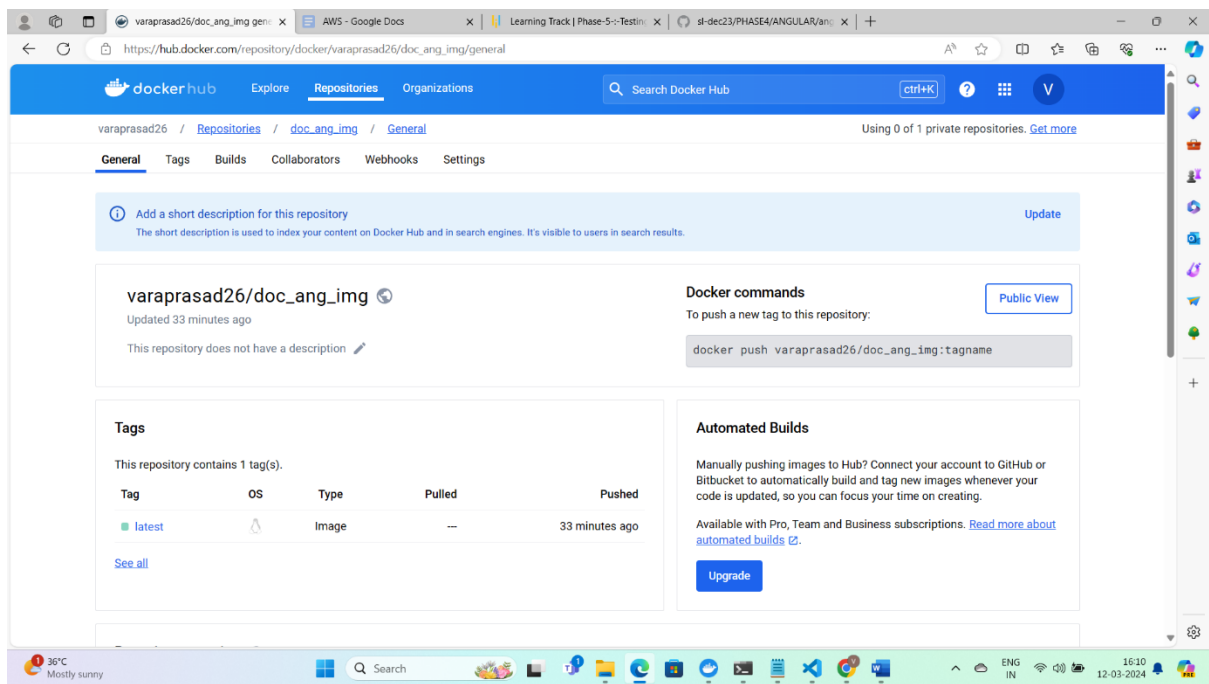 varaprasad26/doc_ang_img gene
AWS - Google Docs
Learning Track | Phase-5-:-Testing
sl-dec23/PHASE4/ANGULAR/ang
https://hub.docker.com/repository/docker/varaprasad26/doc_ang_img/general
dockerhub
Explore
Repositories
Organizations
Search Docker Hub
ctrl+K
?
V
varaprasad26 / Repositories / doc_ang_img / General
Using 0 of 1 private repositories. Get more
General
Tags
Builds
Collaborators
Webhooks
Settings
Add a short description for this repository
Update
The short description is used to index your content on Docker Hub and in search engines. It's visible to users in search results.
varaprasad26/doc_ang_img
Updated 33 minutes ago
This repository does not have a description
Docker commands
Public View
To push a new tag to this repository:
docker push varaprasad26/doc_ang_img:tagname
Tags
This repository contains 1 tag(s).
Tag OS Type Pulled Pushed
latest Image --- 33 minutes ago
See all
Automated Builds
Manually pushing images to Hub? Connect your account to GitHub or
Bitbucket to automatically build and tag new images whenever your
code is updated, so you can focus your time on creating.
Available with Pro, Team and Business subscriptions. Read more about
automated builds.
Upgrade
1
36°C
Mostly sunny
Search
ENG
IN
16:10
12-03-2024
PRE